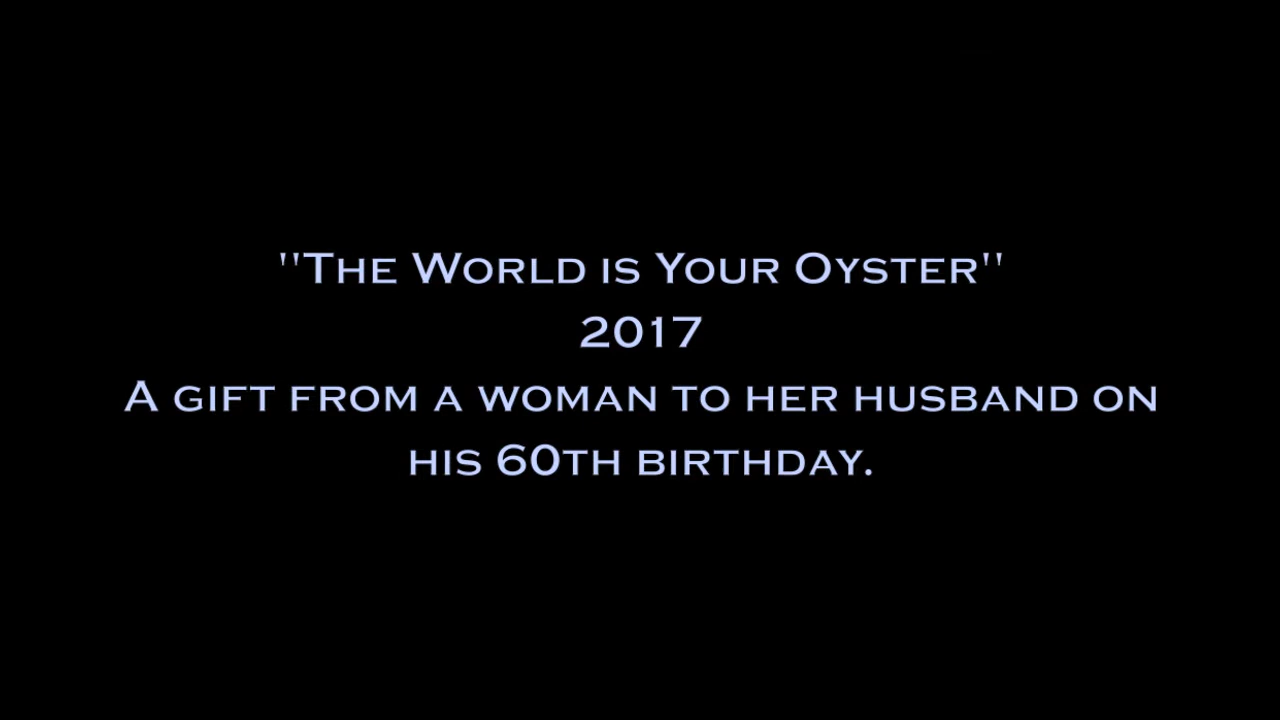 "The World is Your Oyster"
2017
A gift from a woman to her husband on
his 60th birthday.